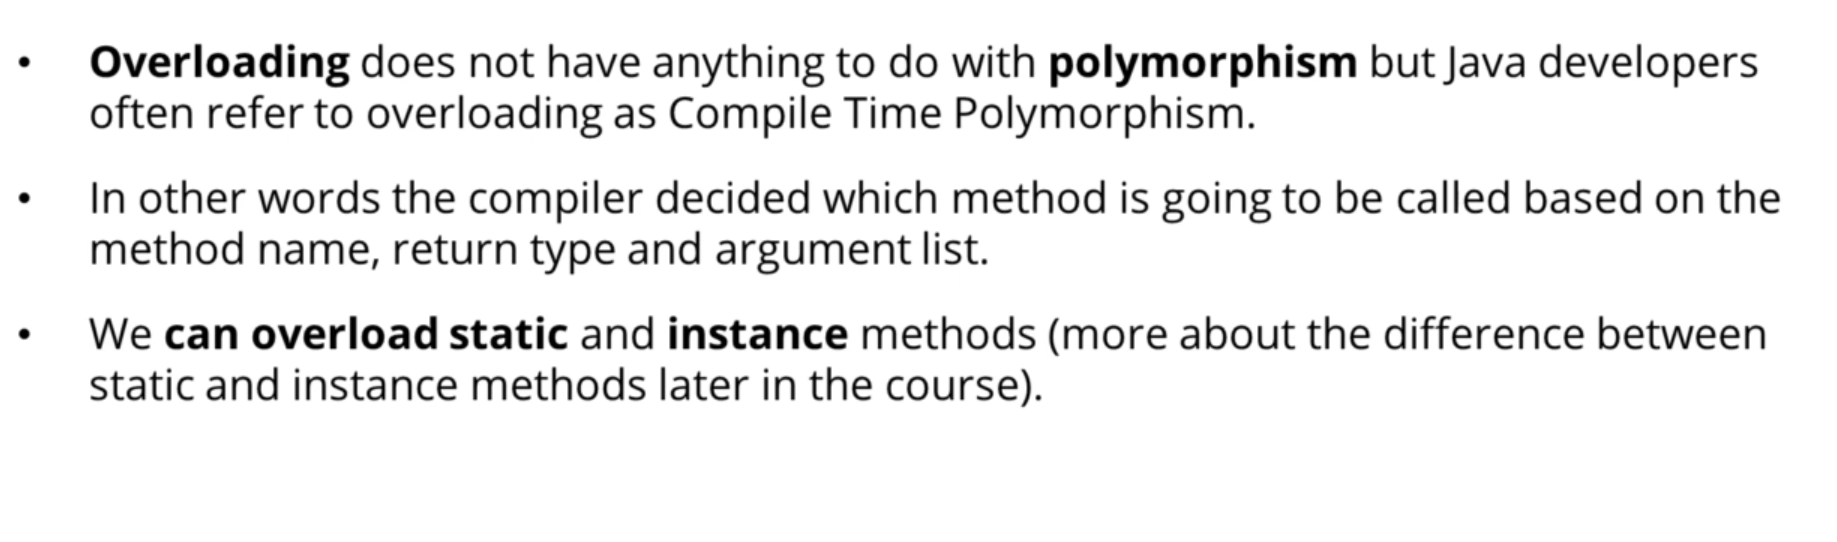 • Overloading does not have anything to do with polymorphism but Java developers
often refer to overloading as Compile Time Polymorphism.
• In other words the compiler decided which method is going to be called based on the
method name, return type and argument list.
• We can overload static and instance methods (more about the difference between
static and instance methods later in the course).